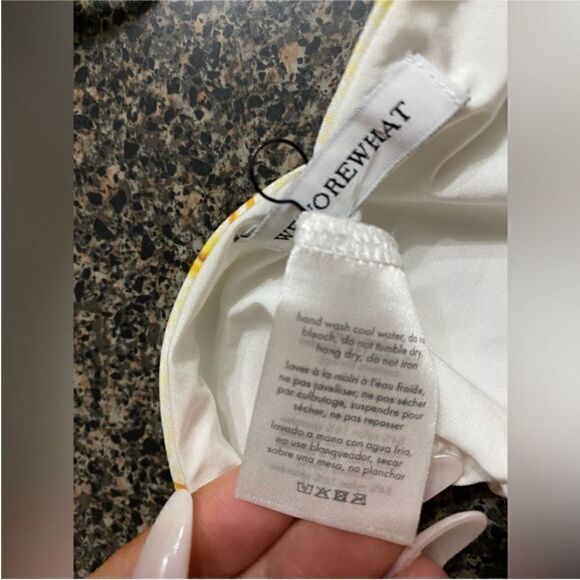 WEWOREWHAT
hand wash cool water, do
bleach, do not tumble dry,
hang dry, do not iron
laver à la main à l'eau froide,
ne pas javelliser, ne pas sécher
par culbutage, suspendre pour
sécher, ne pas repasser
lavado a mano con agua fria,
no use blanqueador, secar
sobre una mesa, no planchar